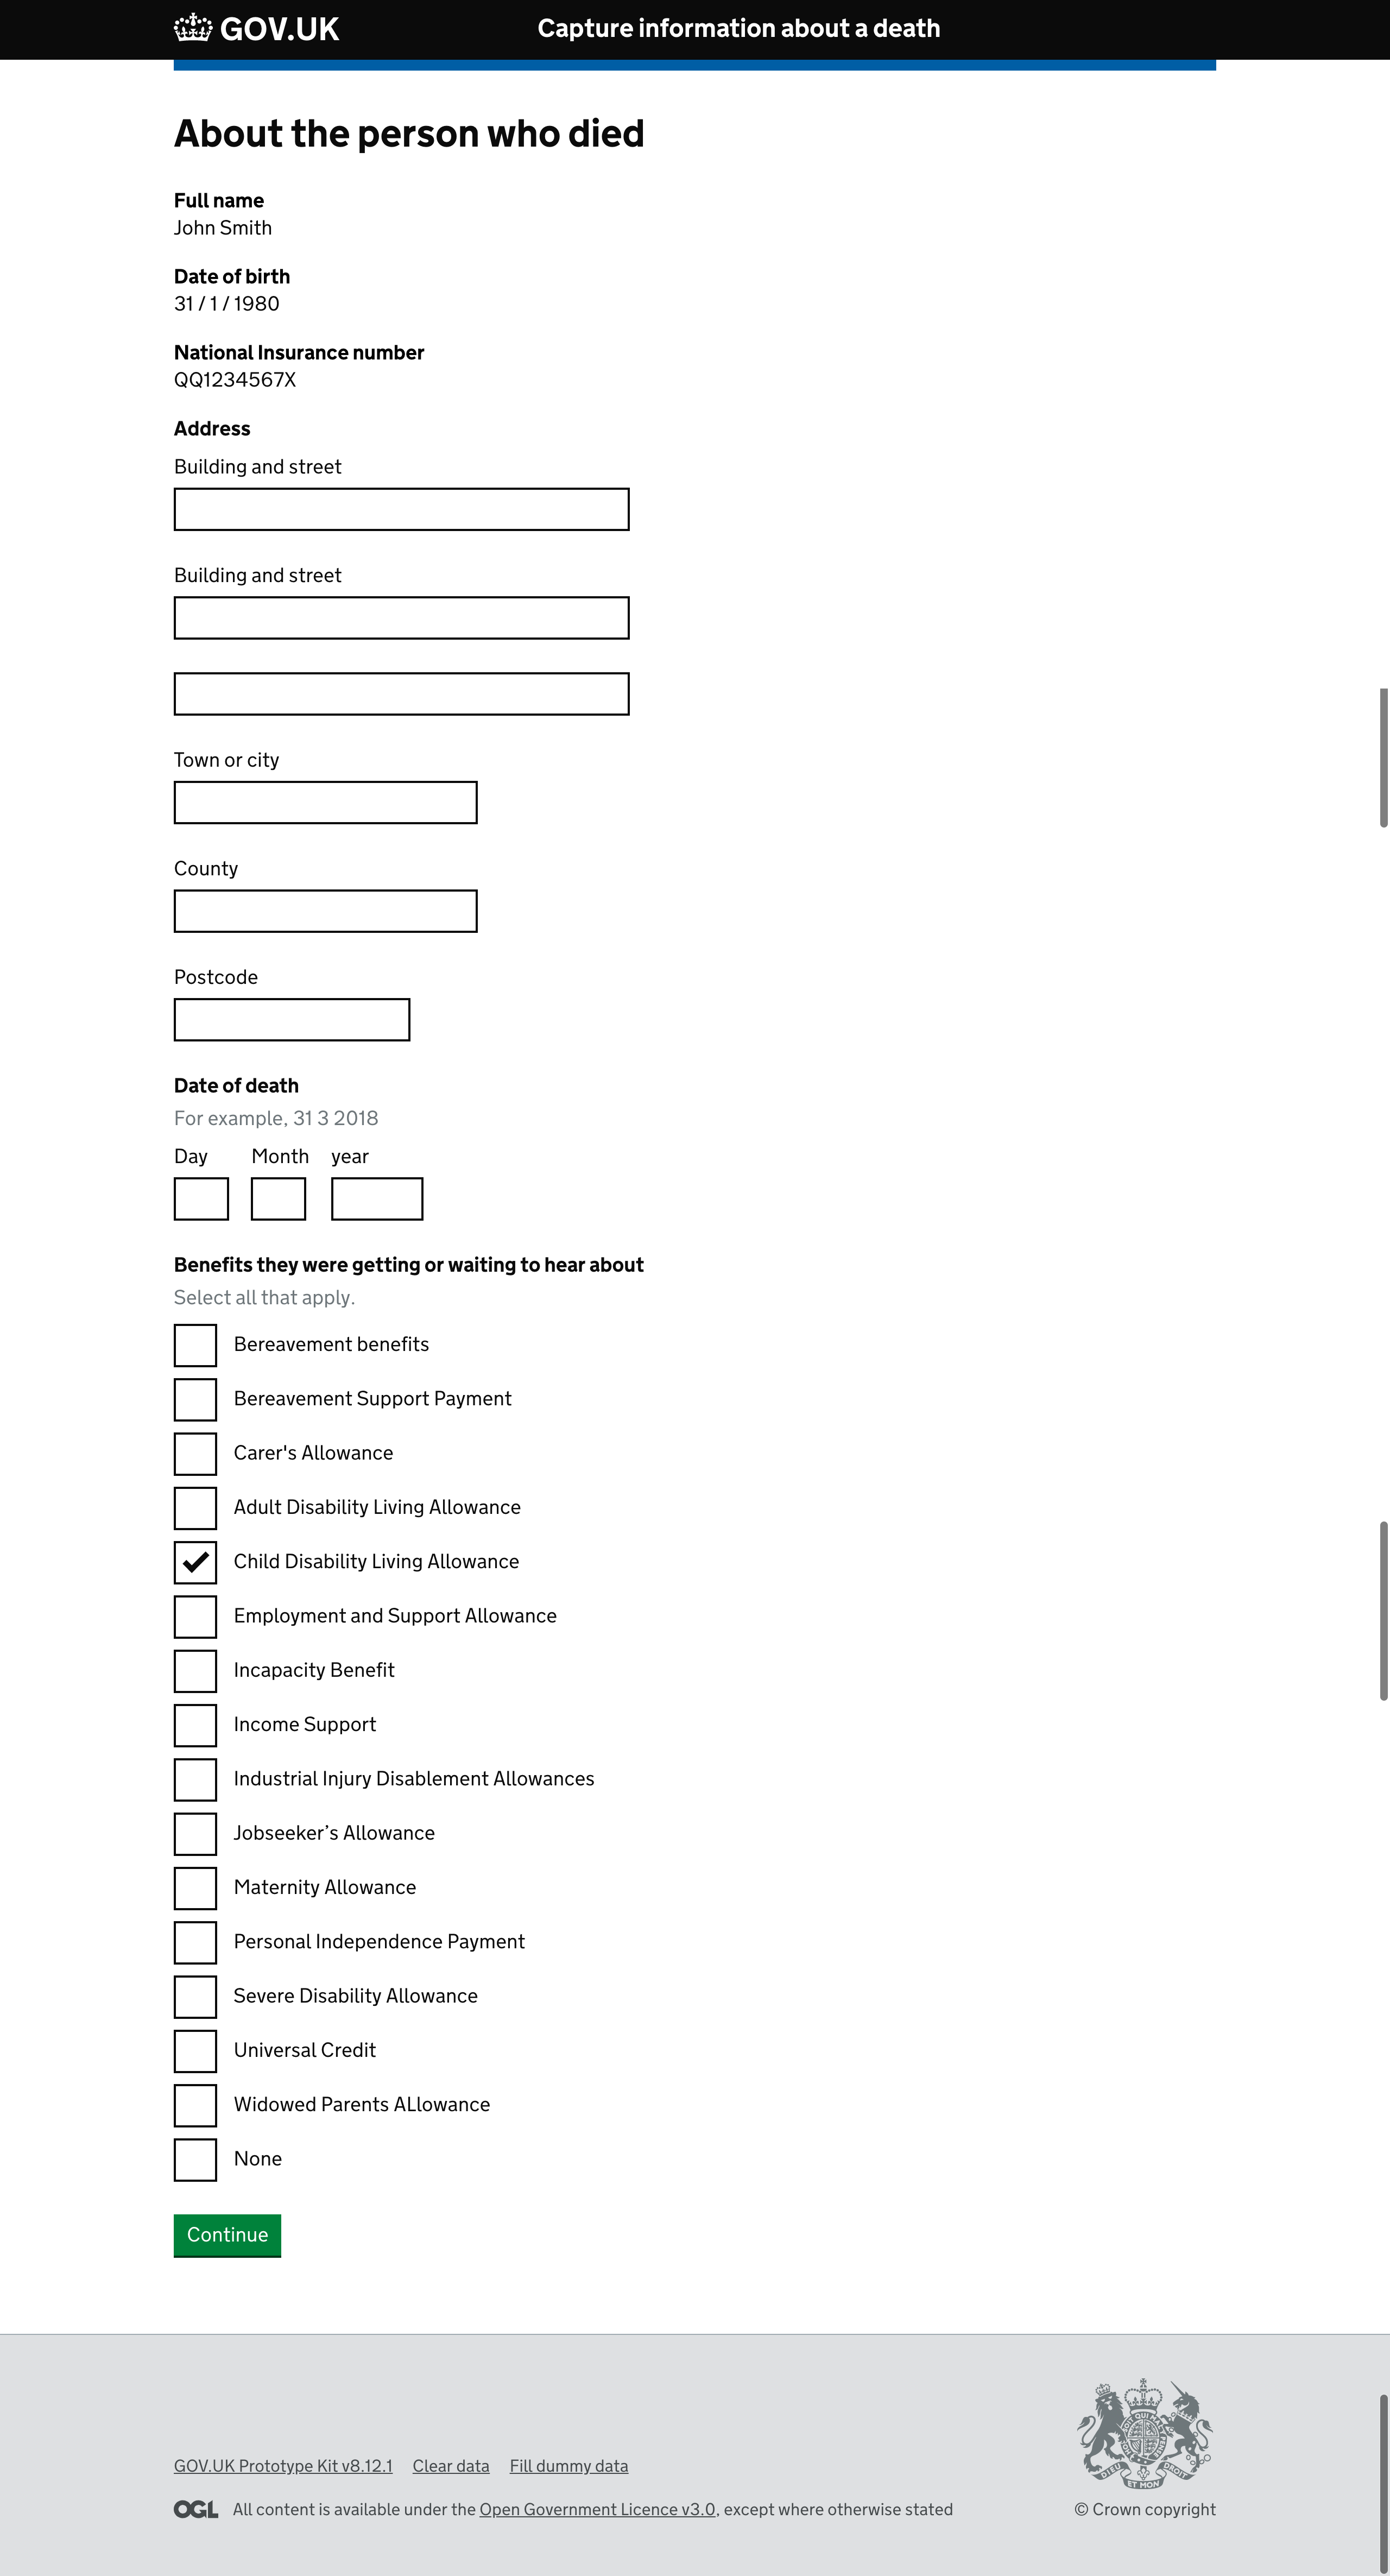 GOV.UK
Capture information about a death
About the person who died
Full name
John Smith
Date of birth
31 / 1 / 1980
National Insurance number
QQ1234567X
Address
Building and street
Building and street
Town or city
County
Postcode
Date of death
For example, 31 3 2018
Day Month year
Benefits they were getting or waiting to hear about
Select all that apply.
Bereavement benefits
Bereavement Support Payment
Carer's Allowance
Adult Disability Living Allowance
Child Disability Living Allowance
Employment and Support Allowance
Incapacity Benefit
Income Support
Industrial Injury Disablement Allowances
Jobseeker’s Allowance
Maternity Allowance
Personal Independence Payment
Severe Disability Allowance
Universal Credit
Widowed Parents ALlowance
None
Continue
GOV.UK Prototype Kit v8.12.1 Clear data Fill dummy data
OGL All content is available under the Open Government Licence v3.0, except where otherwise stated
DIEU ET MON DROIT
© Crown copyright